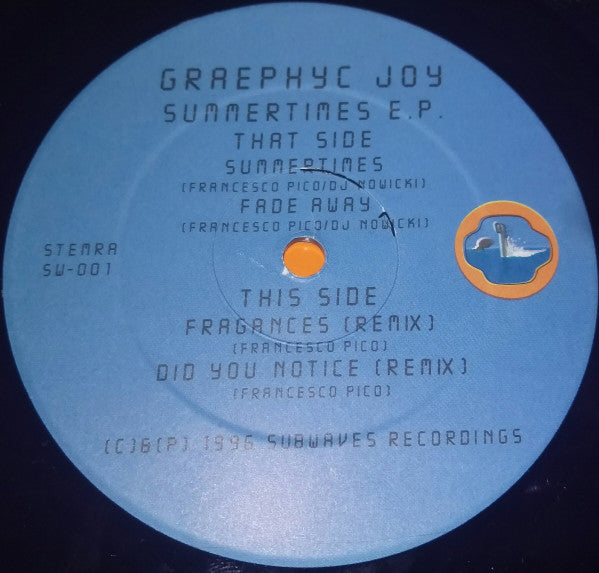 GRAEPHYC JOY
SUMMERTIMES E.P.
THAT SIDE
SUMMERTIMES
(FRANCESCO PICO/DJ NOWICKI)
FADE AWAY
(FRANCESCO PICO/DJ NOWICKI)
STEMRA
SW-001
THIS SIDE
FRAGANCES (REMIX)
(FRANCESCO PICO)
DID YOU NOTICE (REMIX)
(FRANCESCO PICO)
(C)&(P) 1996 SUBWAVES RECORDINGS